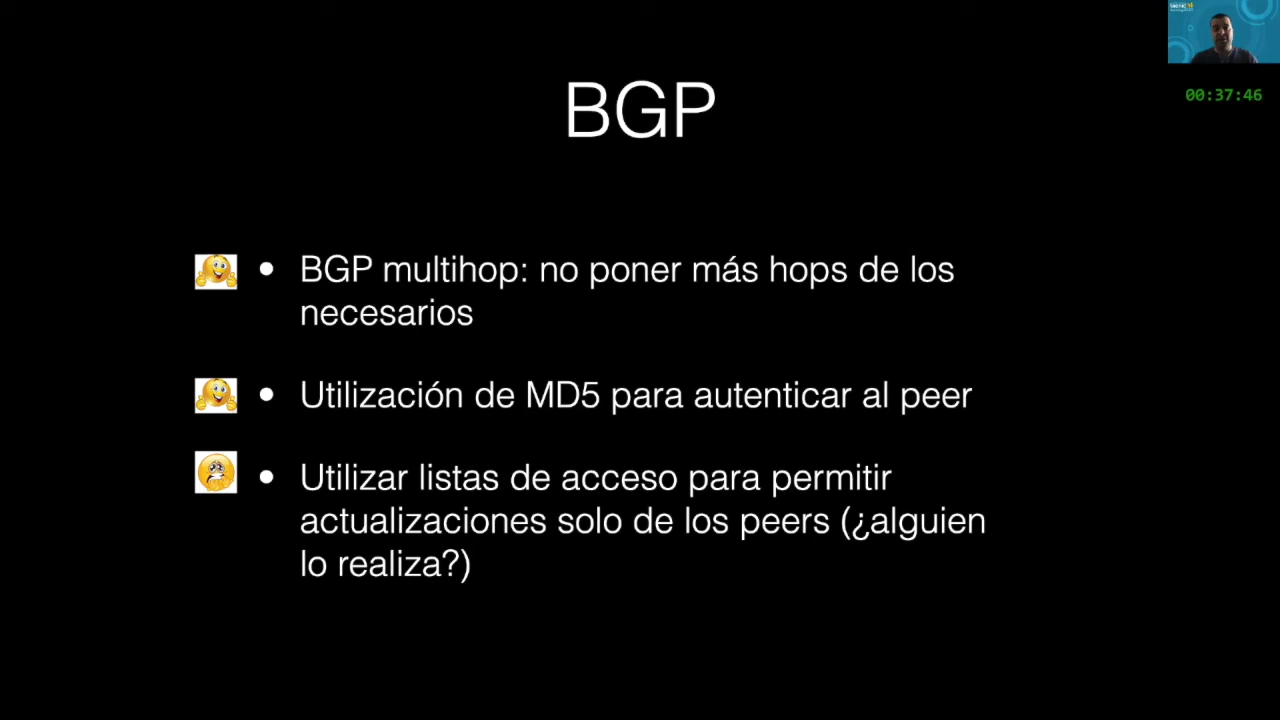 BGP
00:37:46
• BGP multihop: no poner más hops de los
necesarios
• Utilización de MD5 para autenticar al peer
• Utilizar listas de acceso para permitir
actualizaciones solo de los peers (¿alguien
lo realiza?)